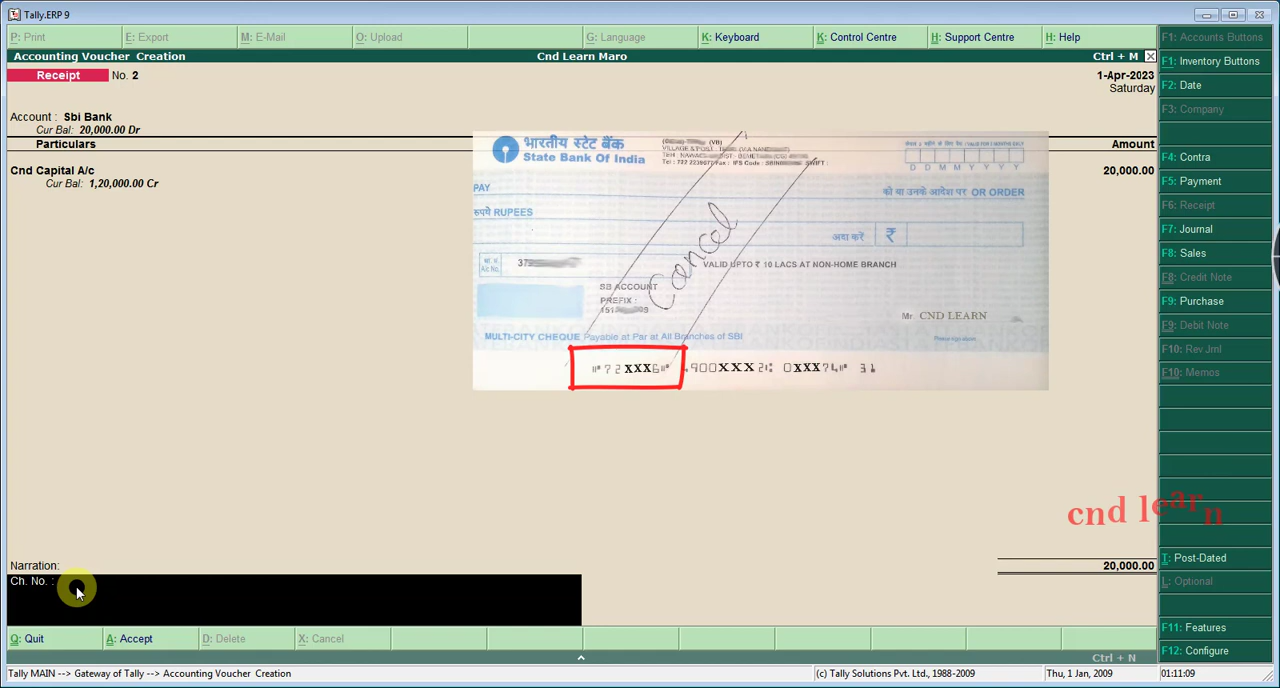 Tally.ERP 9
P: Print
E: Export
M: E-Mail
O: Upload
G: Language
K: Keyboard
K: Control Centre
H: Support Centre
H: Help
F1: Accounts Buttons
Accounting Voucher Creation
Cnd Learn Maro
Ctrl + M
F1: Inventory Buttons
Receipt No. 2
1-Apr-2023
Saturday
F2: Date
F3: Company
Account : Sbi Bank
Cur Bal: 20,000.00 Dr
Particulars
Amount
Cnd Capital A/c
20,000.00
Cur Bal: 1,20,000.00 Cr
भारतीय स्टेट बैंक
State Bank Of India
D D M M Y Y Y Y
PAY
को या उनके आदेश पर OR ORDER
रुपये RUPEES
अदा करें ₹
A/c No.
Cancel
VALID UPTO ₹ 10 LACS AT NON-HOME BRANCH
SB ACCOUNT
PREFIX :
Mr. CND LEARN
MULTI-CITY CHEQUE Payable at Par at All Branches of SBI
72XXX6 900XXX2 0XXX74 31
F4: Contra
F5: Payment
F6: Receipt
F7: Journal
F8: Sales
F8: Credit Note
F9: Purchase
F9: Debit Note
F10: Rev Jrnl
F10: Memos
cnd learn
T: Post-Dated
L: Optional
F11: Features
F12: Configure
Narration:
20,000.00
Ch. No. :
Q: Quit
A: Accept
D: Delete
X: Cancel
Ctrl + N
Tally MAIN --> Gateway of Tally --> Accounting Voucher Creation
(c) Tally Solutions Pvt. Ltd., 1988-2009
Thu, 1 Jan, 2009
01:11:09